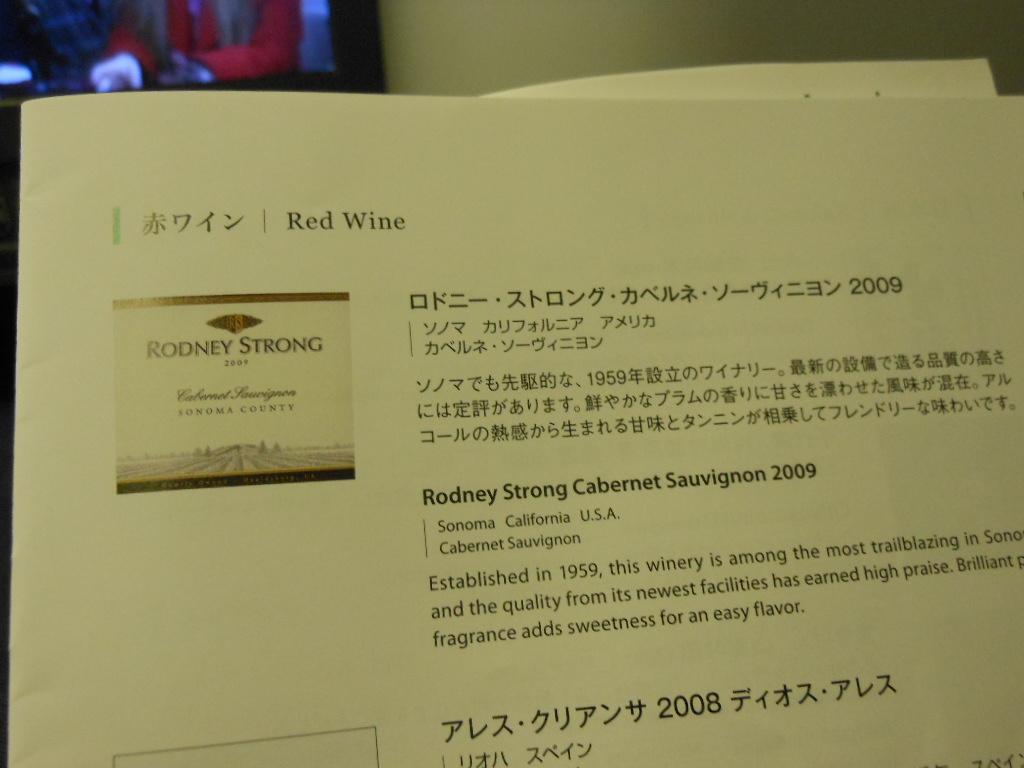 赤ワイン | Red Wine
RS
RODNEY STRONG
2009
Cabernet Sauvignon
SONOMA COUNTY
ロドニー・ストロング・カベルネ・ソーヴィニヨン 2009
ソノマ カリフォルニア アメリカ
カベルネ・ソーヴィニヨン
ソノマでも先駆的な、1959年設立のワイナリー。最新の設備で造る品質の高さ
には定評があります。鮮やかなプラムの香りに甘さを漂わせた風味が混在。アル
コールの熱感から生まれる甘味とタンニンが相乗してフレンドリーな味わいです。
Rodney Strong Cabernet Sauvignon 2009
Sonoma California U.S.A.
Cabernet Sauvignon
Established in 1959, this winery is among the most trailblazing in Sono
and the quality from its newest facilities has earned high praise. Brilliant p
fragrance adds sweetness for an easy flavor.
アレス・クリアンサ 2008 ディオス・アレス
リオハ スペイン
スペイン